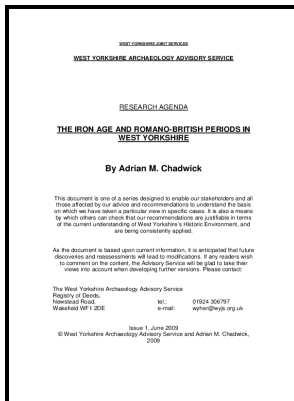 WEST YORKSHIRE JOINT SERVICES
WEST YORKSHIRE ARCHAEOLOGY ADVISORY SERVICE
RESEARCH AGENDA
THE IRON AGE AND ROMANO-BRITISH PERIODS IN
WEST YORKSHIRE
By Adrian M. Chadwick
This document is one of a series designed to enable our stakeholders and all
those affected by our advice and recommendations to understand the basis
on which we have taken a particular view in specific cases. It is also a means
by which others can check that our recommendations are justifiable in terms
of the current understanding of West Yorkshire's Historic Environment, and
are being consistently applied.
As the document is based upon current information, it is anticipated that future
discoveries and reassessments will lead to modifications. If any readers wish
to comment on the content, the Advisory Service will be glad to take their
views into account when developing further versions. Please contact:
The West Yorkshire Archaeology Advisory Service
Registry of Deeds,
Newstead Road, tel.: 01924 306797
Wakefield WF1 2DE e-mail: wyher@wyjs.org.uk
Issue 1, June 2009
© West Yorkshire Archaeology Advisory Service and Adrian M. Chadwick,
2009